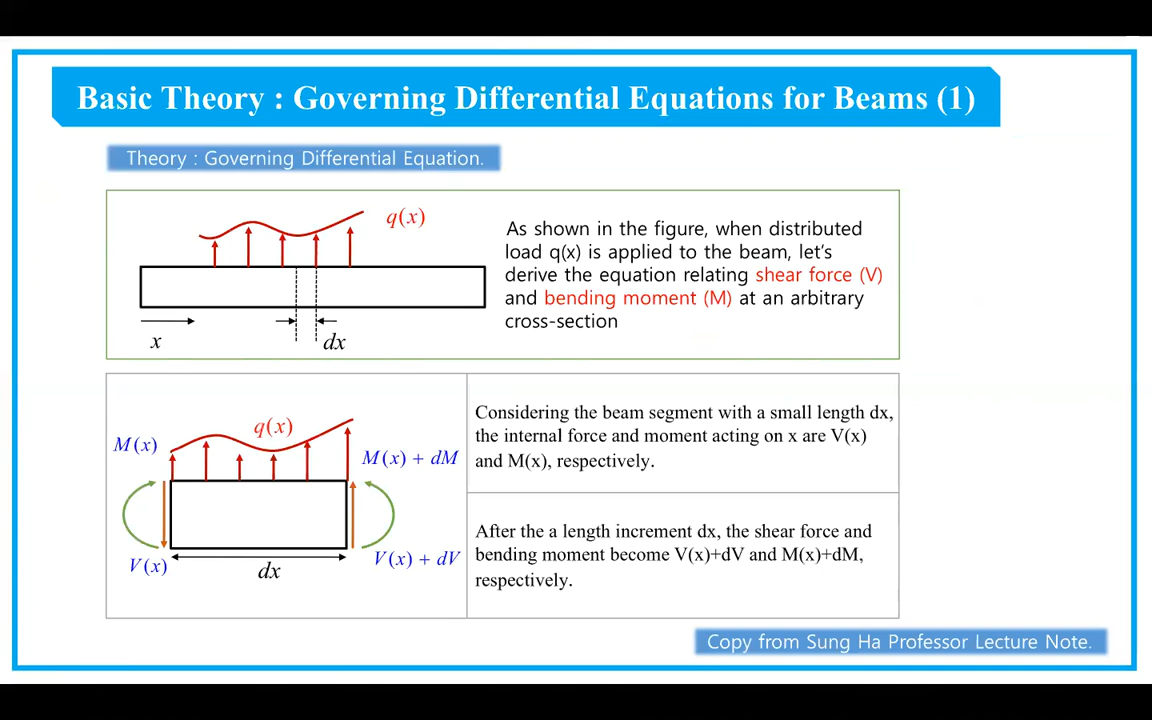 Basic Theory : Governing Differential Equations for Beams (1)
Theory : Governing Differential Equation.
q(x)
x
dx
As shown in the figure, when distributed
load q(x) is applied to the beam, let's
derive the equation relating shear force (V)
and bending moment (M) at an arbitrary
cross-section
q(x)
M(x)
M(x) + dM
V(x)
V(x) + dV
dx
Considering the beam segment with a small length dx,
the internal force and moment acting on x are V(x)
and M(x), respectively.
After the a length increment dx, the shear force and
bending moment become V(x)+dV and M(x)+dM,
respectively.
Copy from Sung Ha Professor Lecture Note.